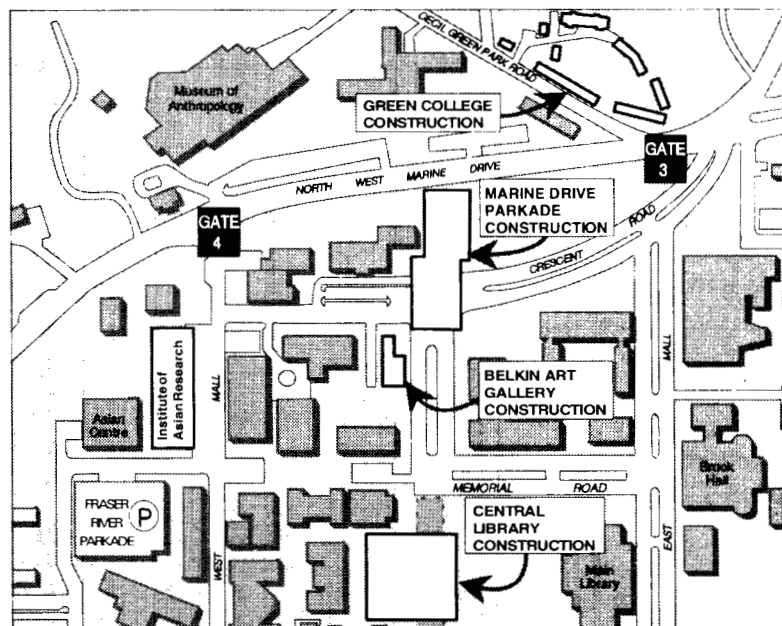 CECIL GREEN PARK ROAD
Museum of
Anthropology
GREEN COLLEGE
CONSTRUCTION
GATE
3
NORTH WEST MARINE DRIVE
MARINE DRIVE
PARKADE
CONSTRUCTION
GATE
4
CRESCENT ROAD
Institute of
Asian Research
MALL
MALL
BELKIN ART
GALLERY
CONSTRUCTION
Asian
Centre
MEMORIAL ROAD
Brock
Hall
FRASER
RIVER
PARKADE
P
CENTRAL
LIBRARY
CONSTRUCTION
WEST
EAST
Main
Library